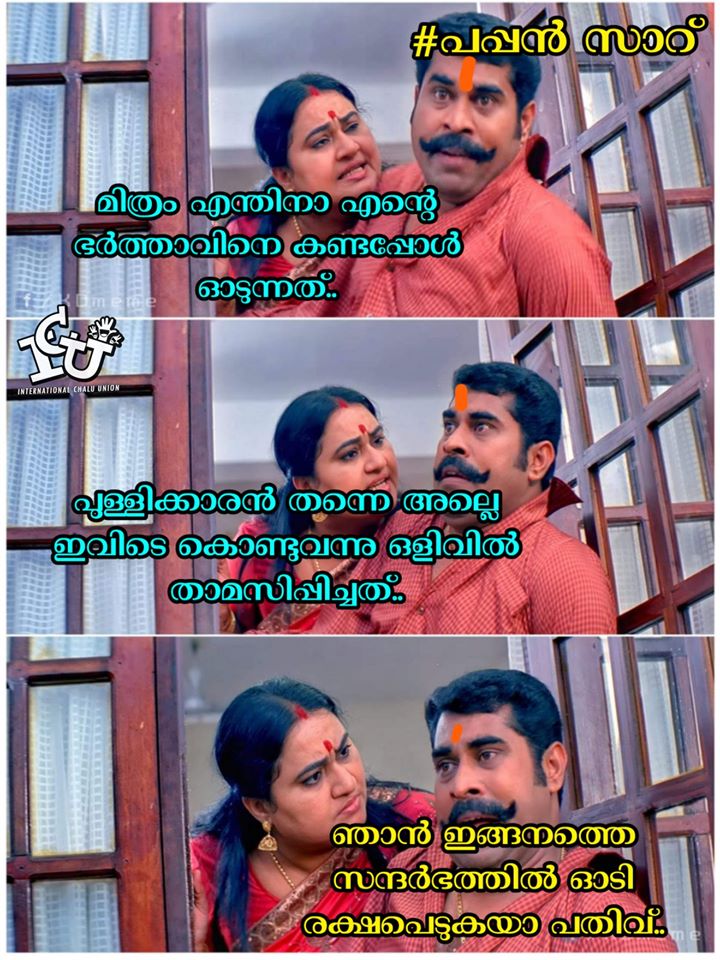 #പപ്പൻ സാറ്
മിത്രം എന്തിനാ എന്റെ
ഭർത്താവിനെ കണ്ടപ്പോൾ
ഓടുന്നത്..
ICU
INTERNATIONAL CHALU UNION
പുള്ളിക്കാരൻ തന്നെ അല്ലെ
ഇവിടെ കൊണ്ടുവന്നു ഒളിവിൽ
താമസിപ്പിച്ചത്..
ഞാൻ ഇങ്ങനത്തെ
സന്ദർഭത്തിൽ ഓടി
രക്ഷപെടുകയാ പതിവ്..